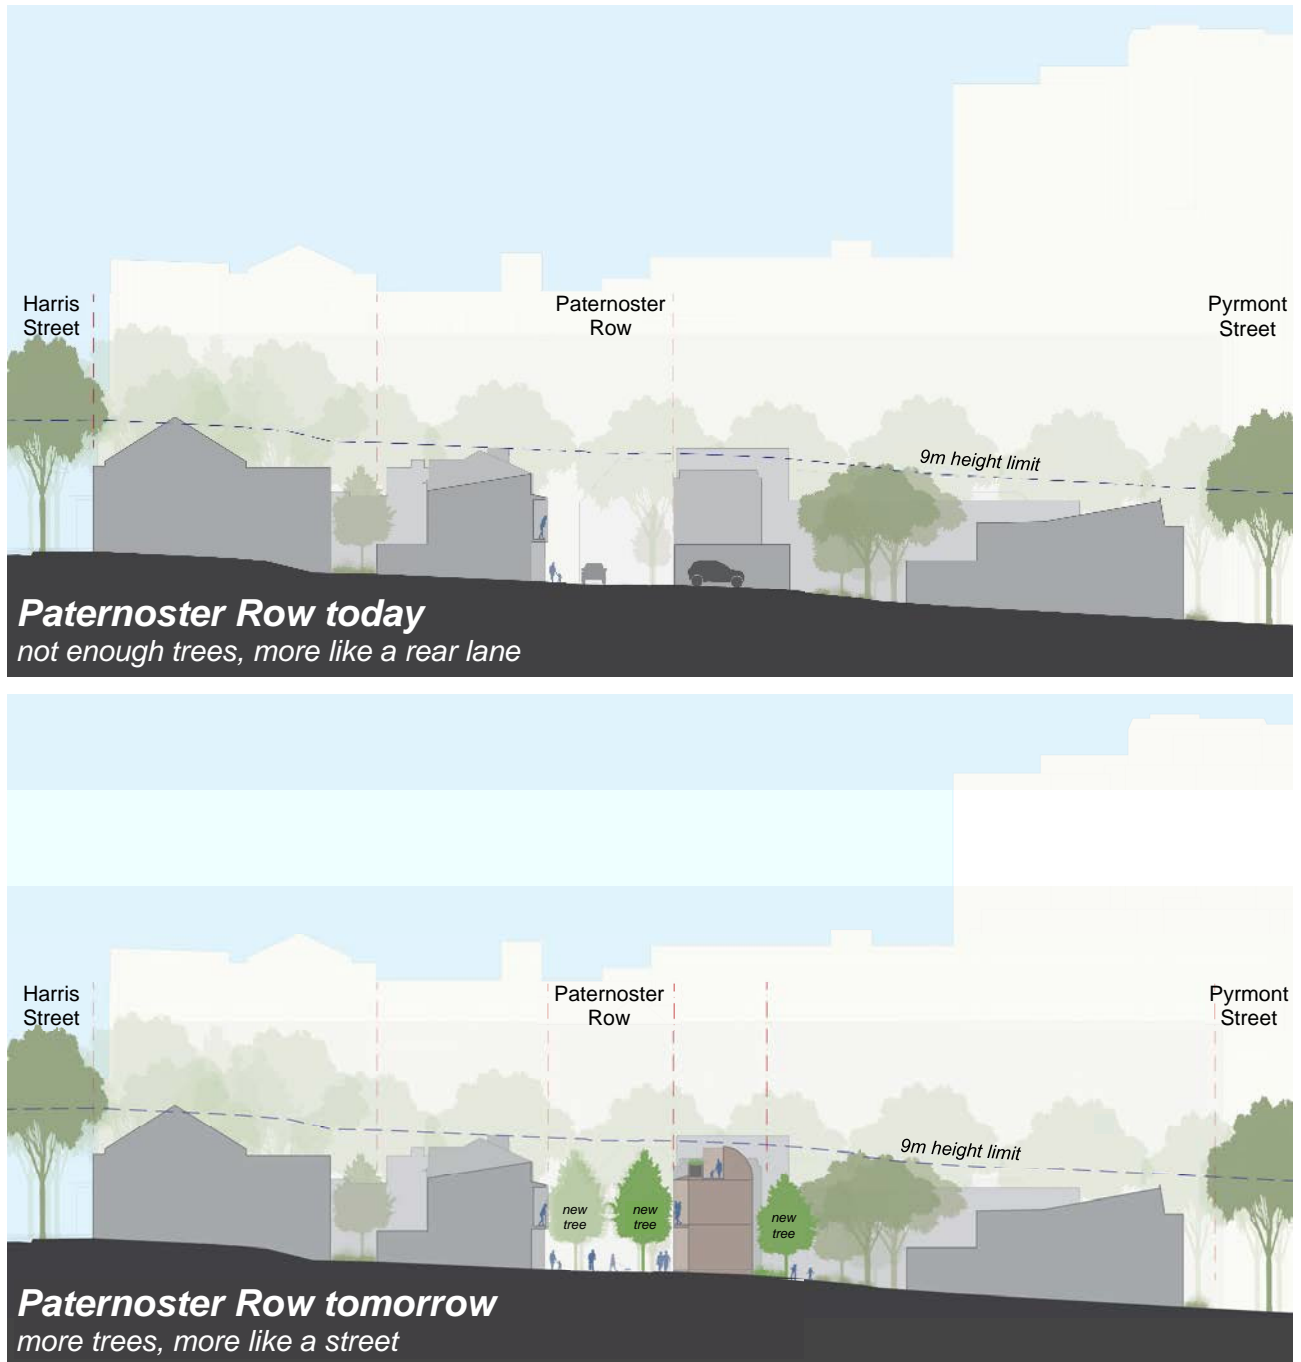 Harris
Street
Paternoster
Row
Pyrmont
Street
9m height limit
Paternoster Row today
not enough trees, more like a rear lane
Harris
Street
Paternoster
Row
Pyrmont
Street
9m height limit
new
tree
new
tree
new
tree
Paternoster Row tomorrow
more trees, more like a street